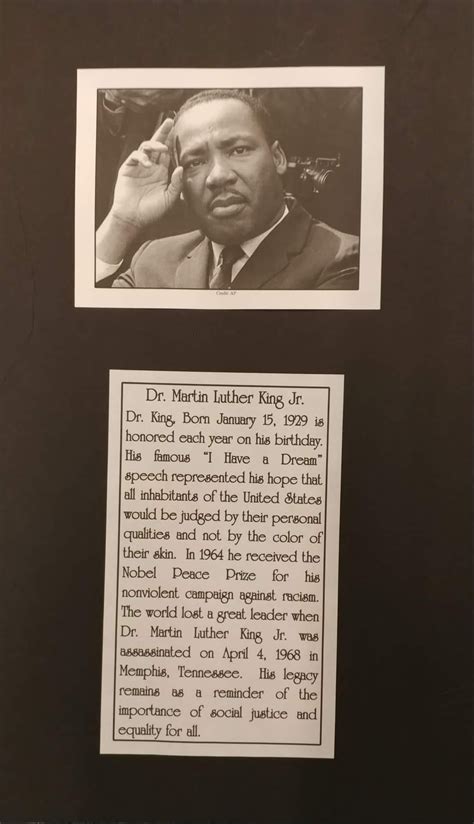 Credit: AP
Dr. Martin Luther King Jr.
Dr. King, Born January 15, 1929 is
honored each year on his birthday.
His famous "I Have a Dream"
speech represented his hope that
all inhabitants of the United States
would be judged by their personal
qualities and not by the color of
their skin. In 1964 he received the
Nobel Peace Prize for his
nonviolent campaign against racism.
The world lost a great leader when
Dr. Martin Luther King Jr. was
assassinated on April 4, 1968 in
Memphis, Tennessee. His legacy
remains as a reminder of the
importance of social justice and
equality for all.